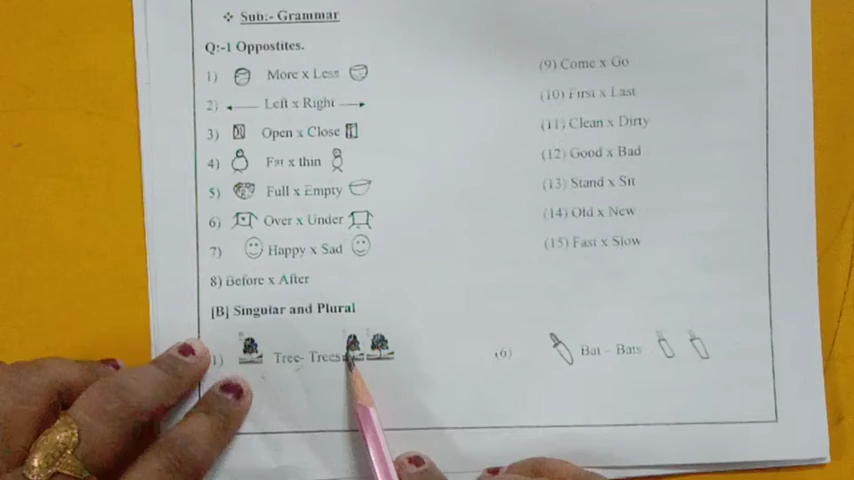 ❖ Sub:- Grammar
Q:-1 Oppostites.
1) More x Less
2) Left x Right
3) Open x Close
4) Fat x thin
5) Full x Empty
6) Over x Under
7) Happy x Sad
8) Before x After
(9) Come x Go
(10) First x Last
(11) Clean x Dirty
(12) Good x Bad
(13) Stand x Sit
(14) Old x New
(15) Fast x Slow
[B] Singular and Plural
1) Tree- Trees
(6) Bat – Bats